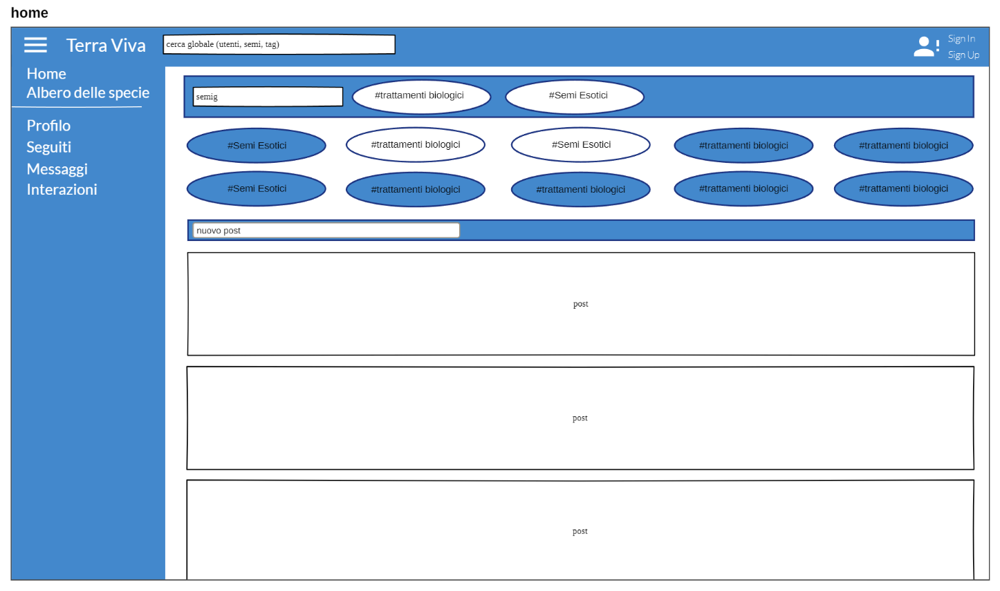 home
Terra Viva
cerca globale (utenti, semi, tag)
Sign In
Sign Up
Home
Albero delle specie
Profilo
Seguiti
Messaggi
Interazioni
semig
#trattamenti biologici
#Semi Esotici
#Semi Esotici
#trattamenti biologici
#Semi Esotici
#trattamenti biologici
#trattamenti biologici
#Semi Esotici
#trattamenti biologici
#trattamenti biologici
#trattamenti biologici
#trattamenti biologici
nuovo post
post
post
post